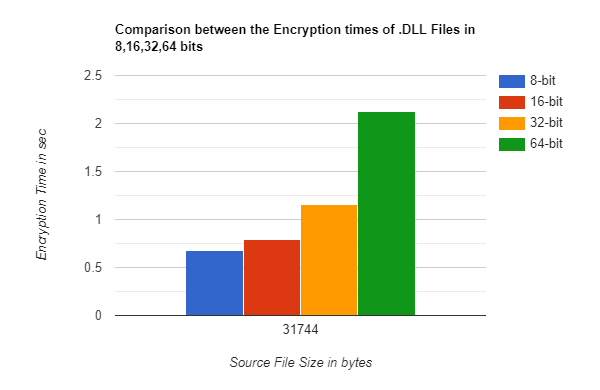 Comparison between the Encryption times of .DLL Files in
8,16,32,64 bits
2.5
2
1.5
1
0.5
0
Encryption Time in sec
31744
Source File Size in bytes
8-bit
16-bit
32-bit
64-bit